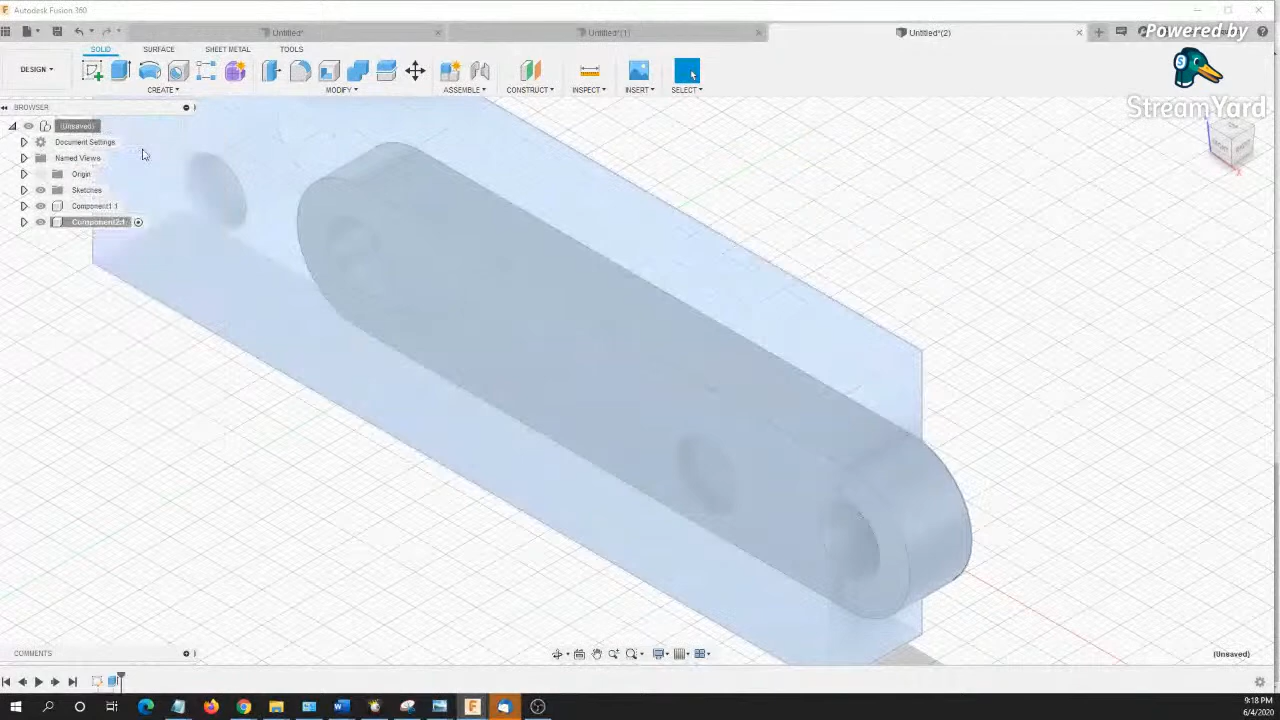 Autodesk Fusion 360
Untitled*
Untitled*(1)
Untitled*(2)
Powered by
S
StreamYard
SOLID
SURFACE
SHEET METAL
TOOLS
DESIGN
CREATE
MODIFY
ASSEMBLE
CONSTRUCT
INSPECT
INSERT
SELECT
BROWSER
(Unsaved)
Document Settings
Named Views
Origin
Sketches
Component1:1
Component2:1
COMMENTS
(Unsaved)
9:18 PM
6/4/2020